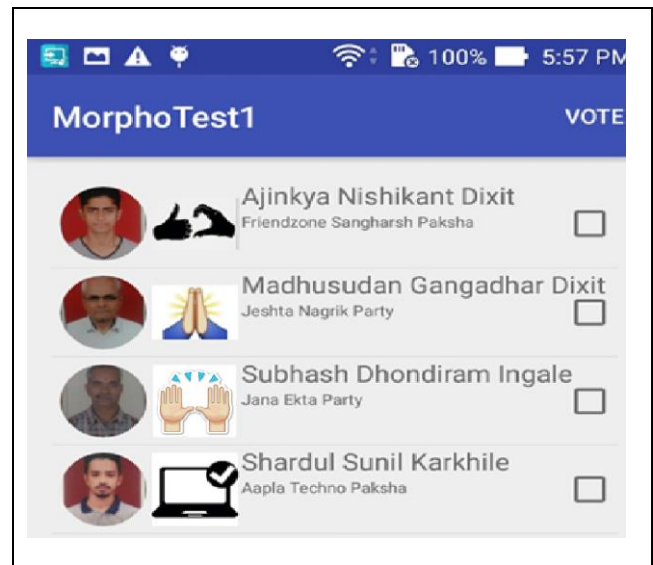 100% 5:57 PM
MorphoTest1 VOTE
Ajinkya Nishikant Dixit
Friendzone Sangharsh Paksha
Madhusudan Gangadhar Dixit
Jeshta Nagrik Party
Subhash Dhondiram Ingale
Jana Ekta Party
Shardul Sunil Karkhile
Aapla Techno Paksha